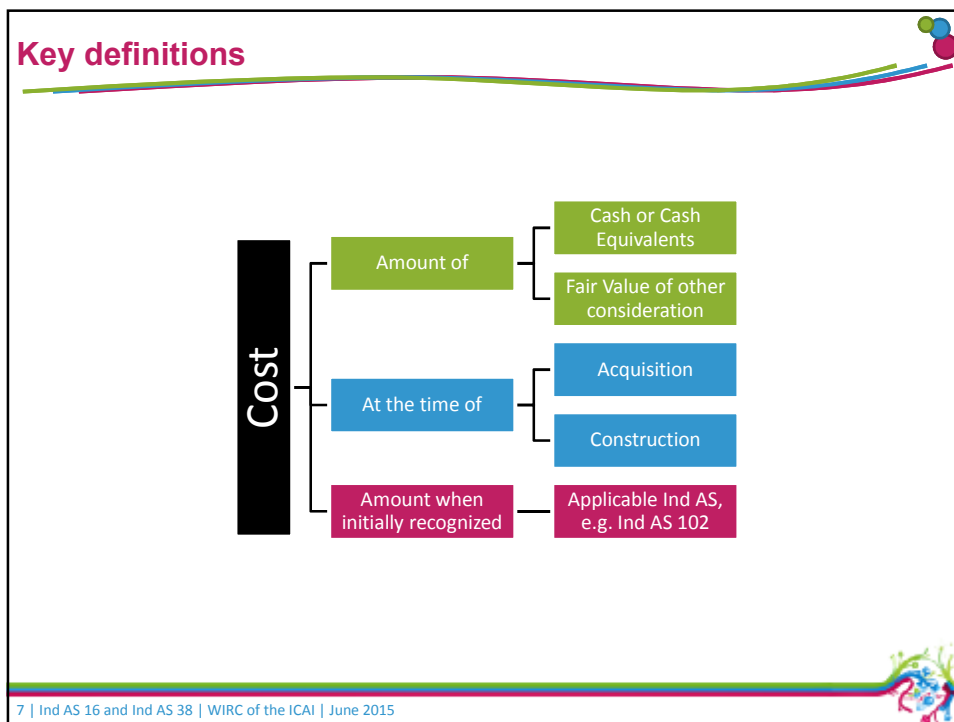 Key definitions
Cost
Amount of
Cash or Cash
Equivalents
Fair Value of other
consideration
At the time of
Acquisition
Construction
Amount when
initially recognized
Applicable Ind AS,
e.g. Ind AS 102
7 | Ind AS 16 and Ind AS 38 | WIRC of the ICAI | June 2015